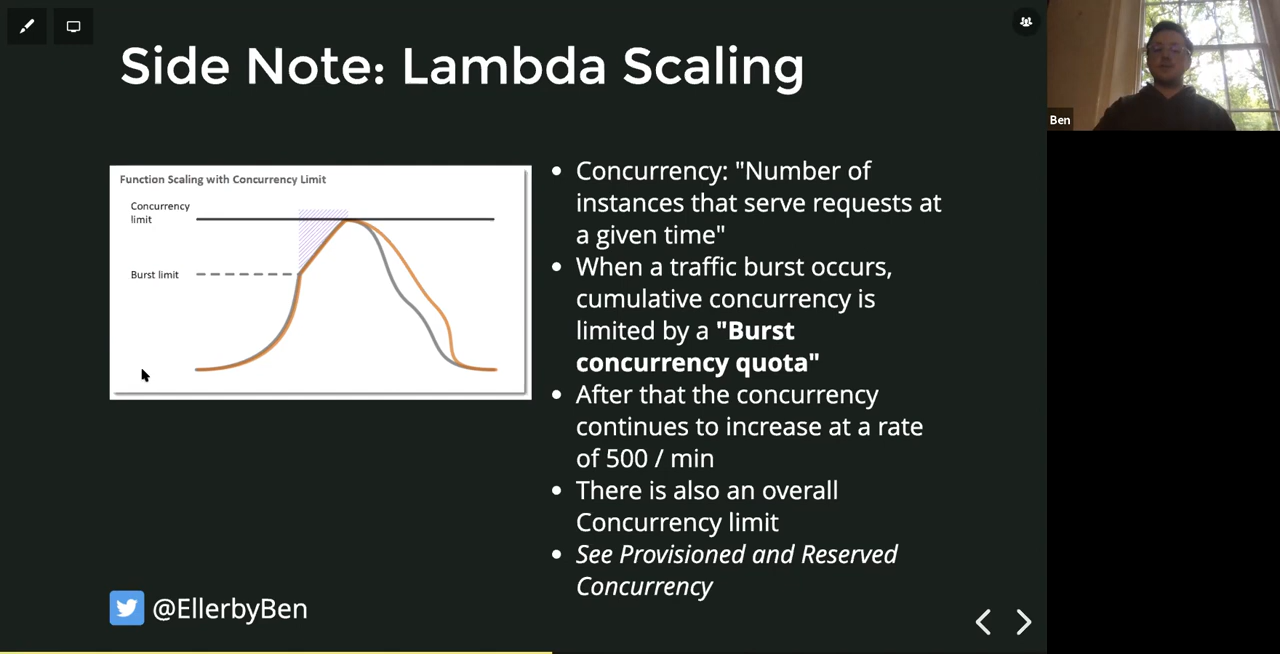 Side Note: Lambda Scaling
Ben
Function Scaling with Concurrency Limit
Concurrency
limit
Burst limit
Concurrency: "Number of
instances that serve requests at
a given time"
When a traffic burst occurs,
cumulative concurrency is
limited by a "Burst
concurrency quota"
After that the concurrency
continues to increase at a rate
of 500 / min
There is also an overall
Concurrency limit
See Provisioned and Reserved
Concurrency
@EllerbyBen